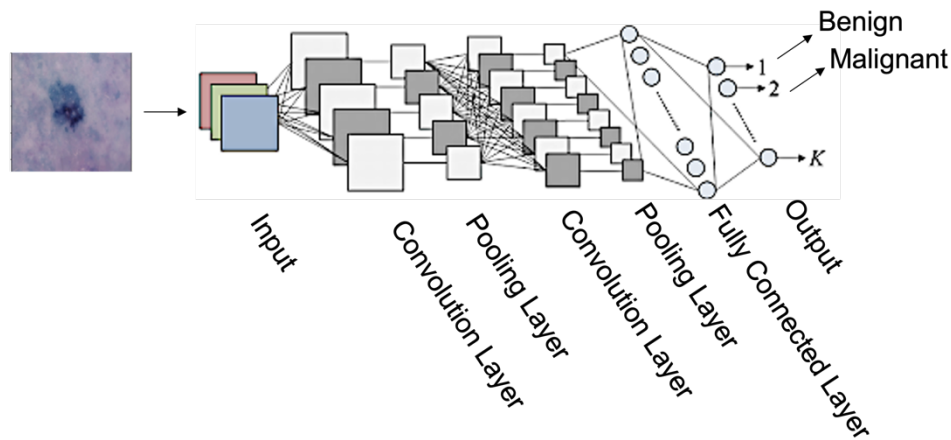 Benign
Malignant
1
2
K
Input
Convolution Layer
Pooling Layer
Convolution Layer
Pooling Layer
Fully Connected Layer
Output